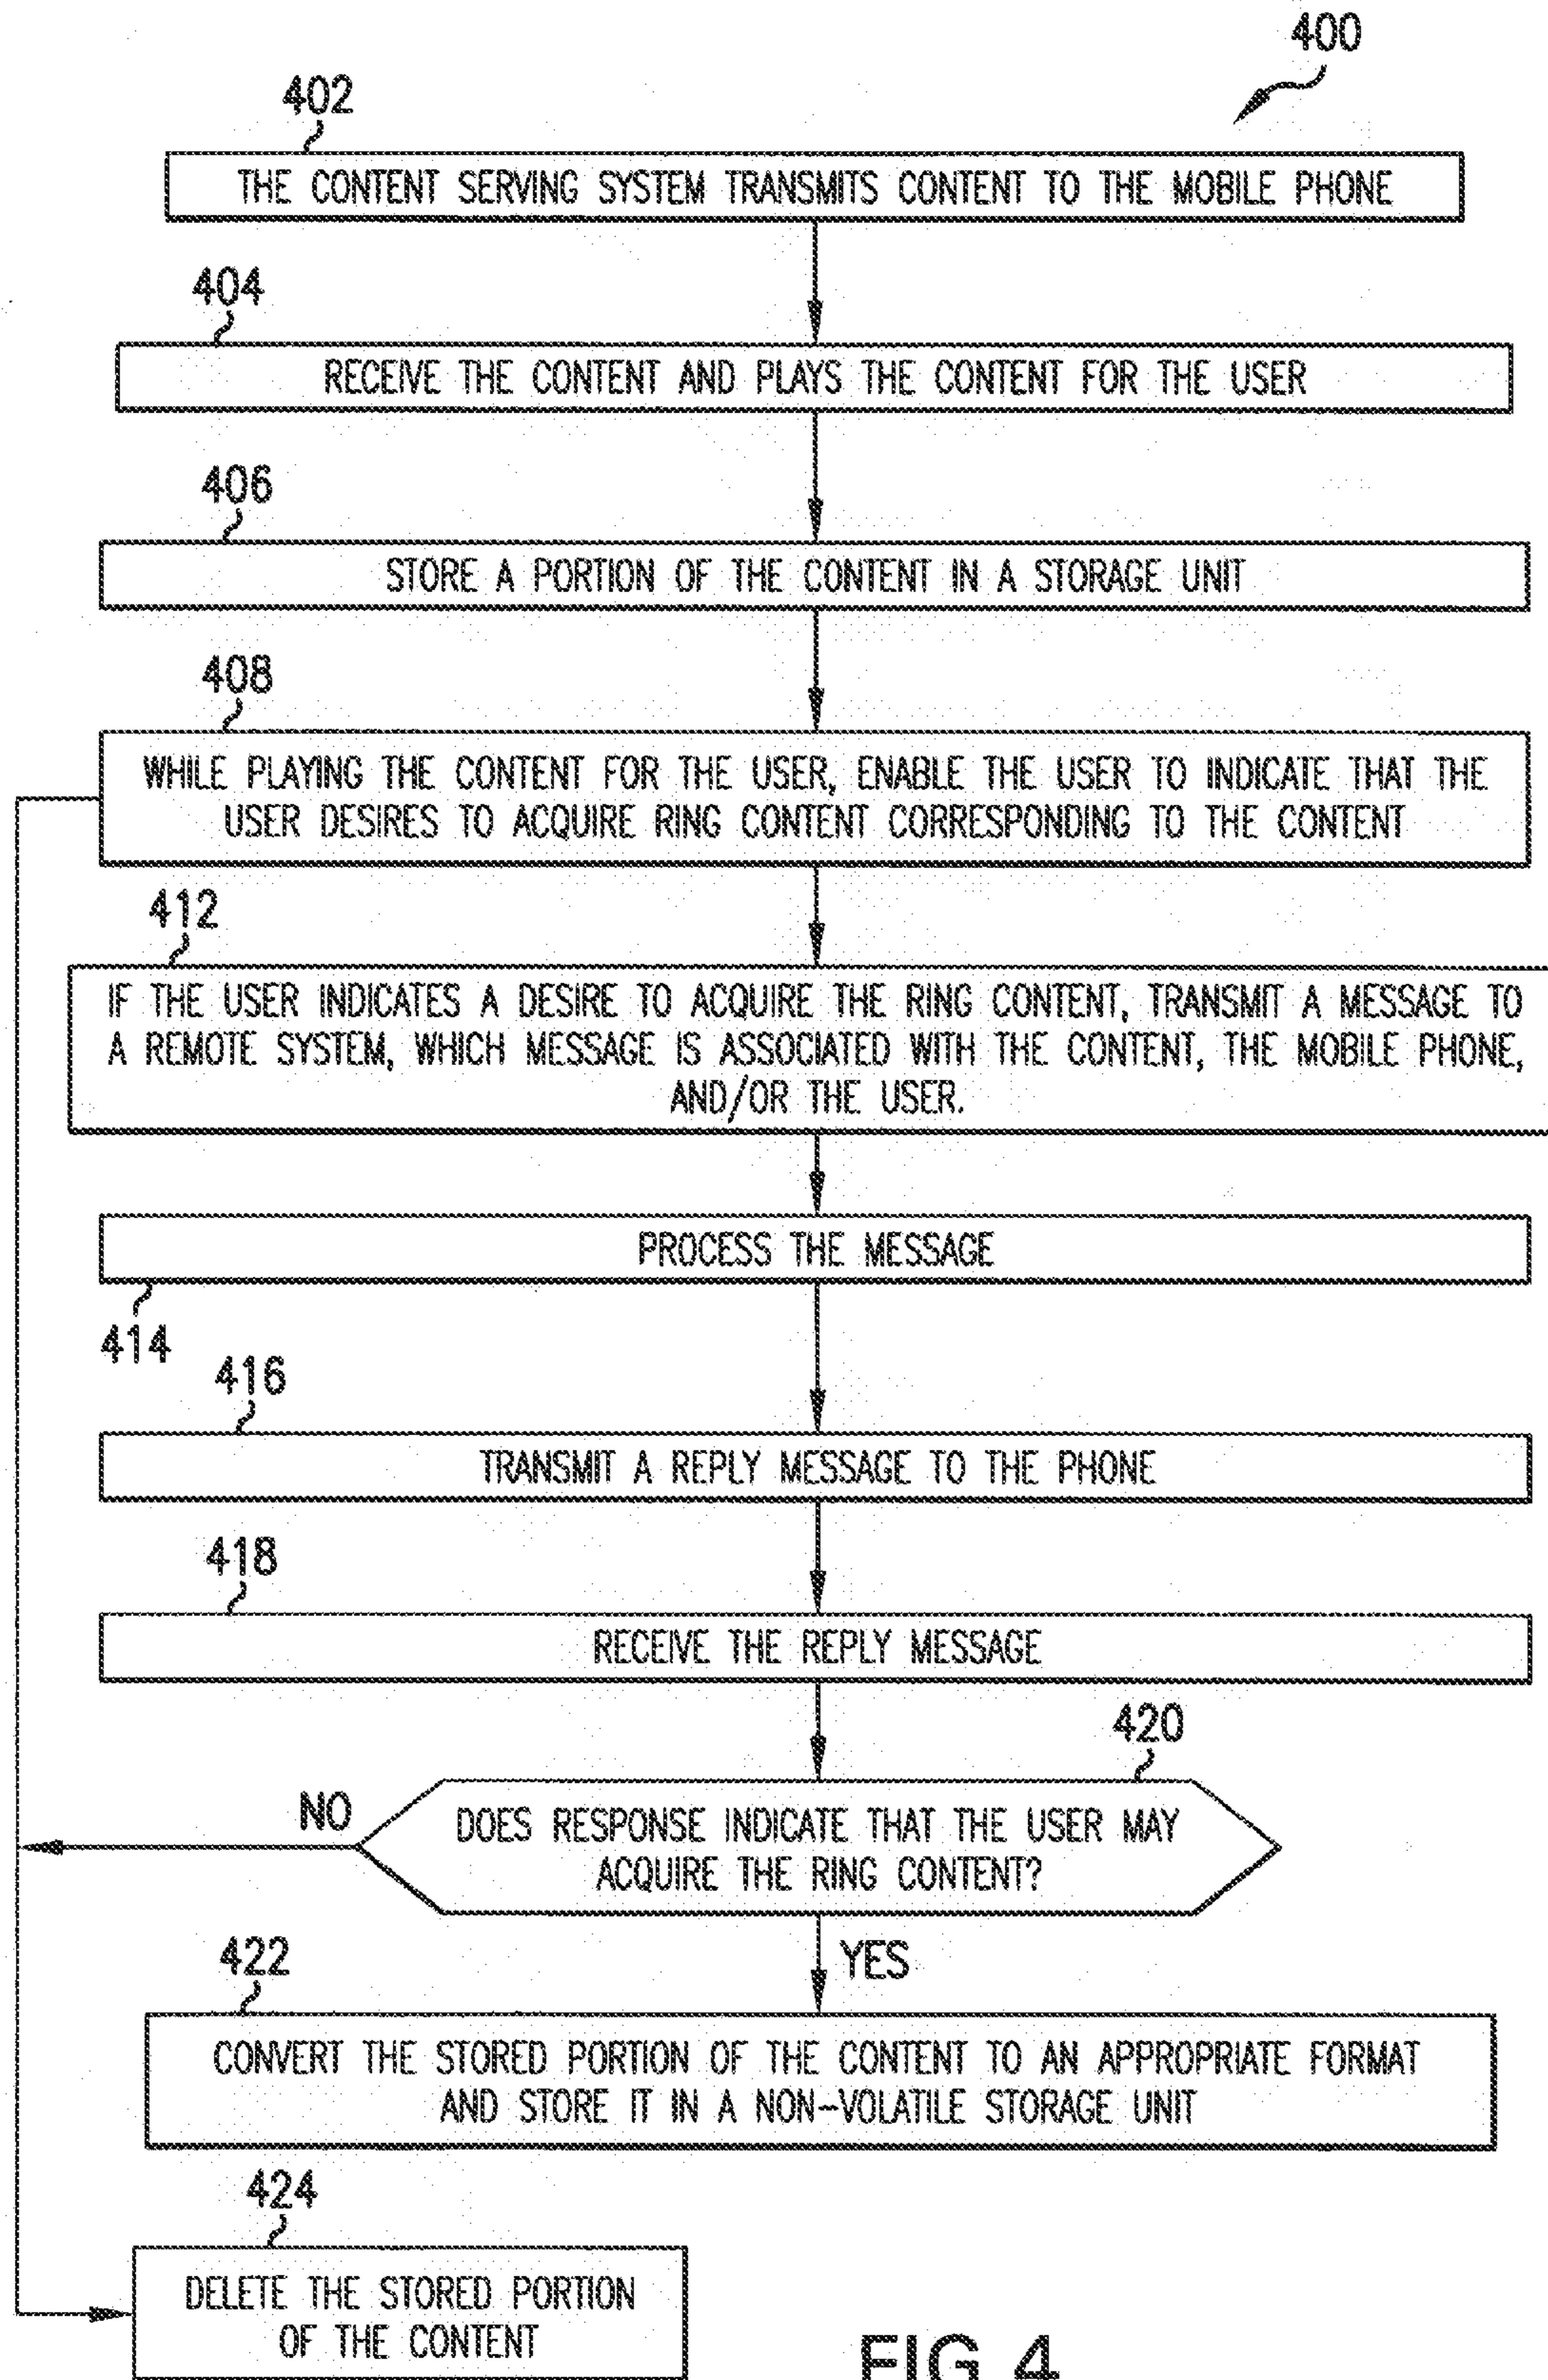 400
402
THE CONTENT SERVING SYSTEM TRANSMITS CONTENT TO THE MOBILE PHONE
404
RECEIVE THE CONTENT AND PLAYS THE CONTENT FOR THE USER
406
STORE A PORTION OF THE CONTENT IN A STORAGE UNIT
408
WHILE PLAYING THE CONTENT FOR THE USER, ENABLE THE USER TO INDICATE THAT THE
USER DESIRES TO ACQUIRE RING CONTENT CORRESPONDING TO THE CONTENT
412
IF THE USER INDICATES A DESIRE TO ACQUIRE THE RING CONTENT, TRANSMIT A MESSAGE TO
A REMOTE SYSTEM, WHICH MESSAGE IS ASSOCIATED WITH THE CONTENT, THE MOBILE PHONE,
AND/OR THE USER.
PROCESS THE MESSAGE
414
416
TRANSMIT A REPLY MESSAGE TO THE PHONE
418
RECEIVE THE REPLY MESSAGE
420
NO
DOES RESPONSE INDICATE THAT THE USER MAY
ACQUIRE THE RING CONTENT?
YES
422
CONVERT THE STORED PORTION OF THE CONTENT TO AN APPROPRIATE FORMAT
AND STORE IT IN A NON-VOLATILE STORAGE UNIT
424
DELETE THE STORED PORTION
OF THE CONTENT
FIG 4